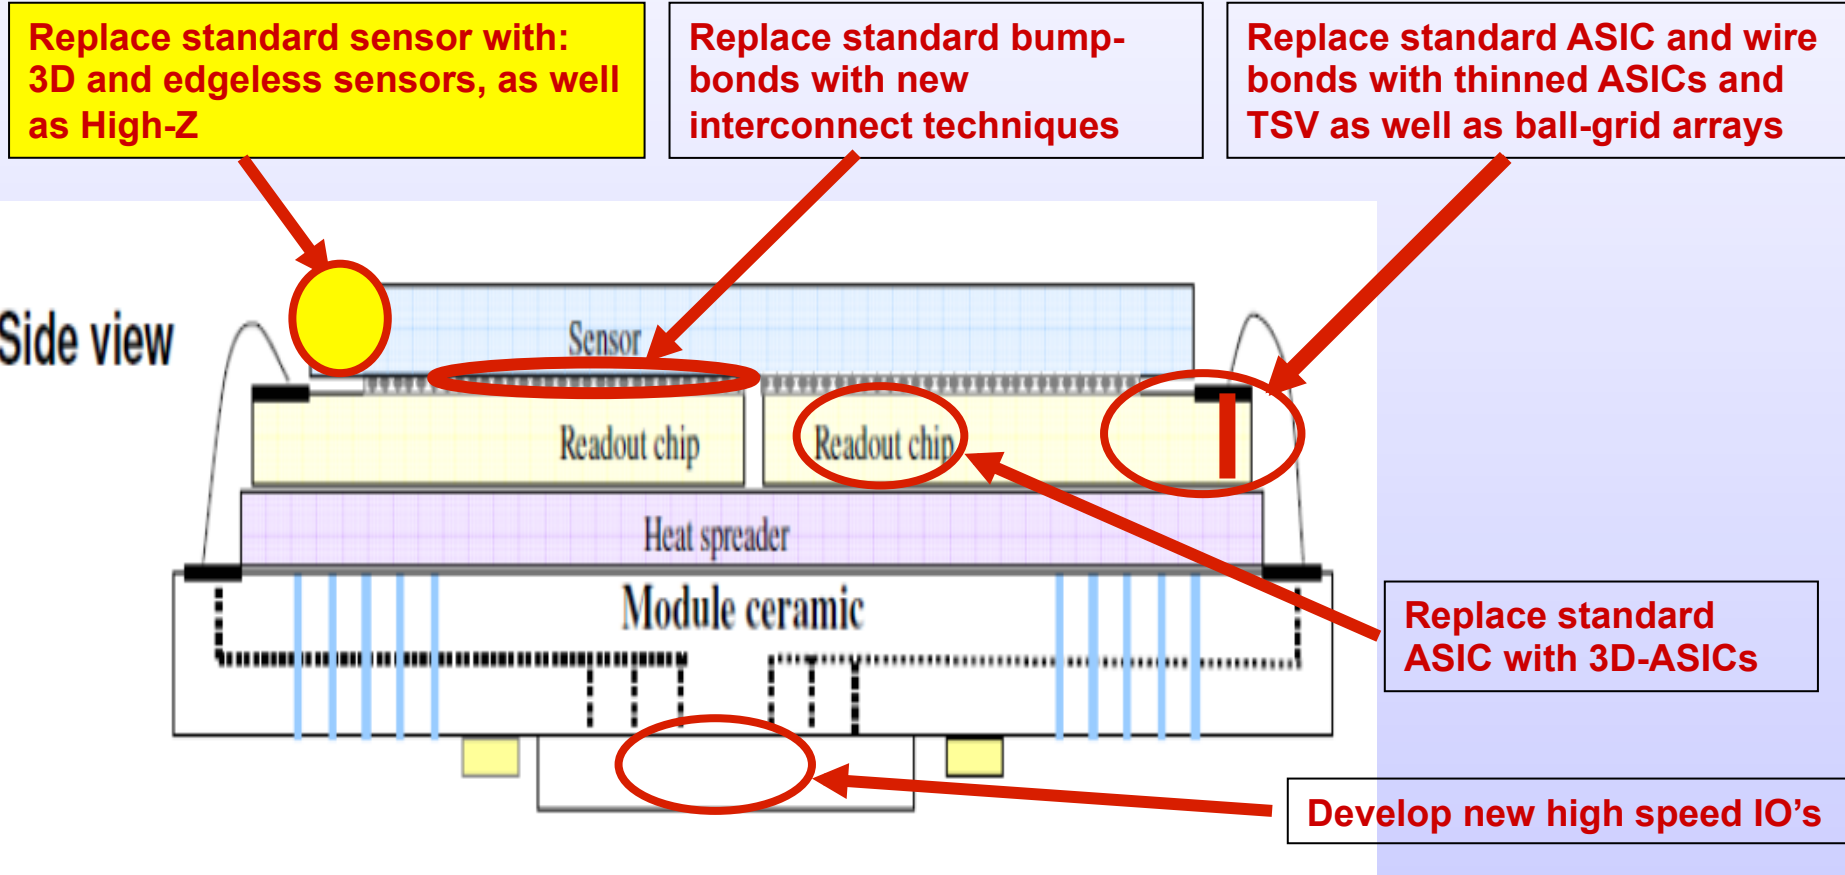 Replace standard sensor with:
3D and edgeless sensors, as well
as High-Z
Replace standard bump-
bonds with new
interconnect techniques
Replace standard ASIC and wire
bonds with thinned ASICs and
TSV as well as ball-grid arrays
Side view
Sensor
Readout chip
Readout chip
Heat spreader
Module ceramic
Replace standard
ASIC with 3D-ASICs
Develop new high speed IO’s